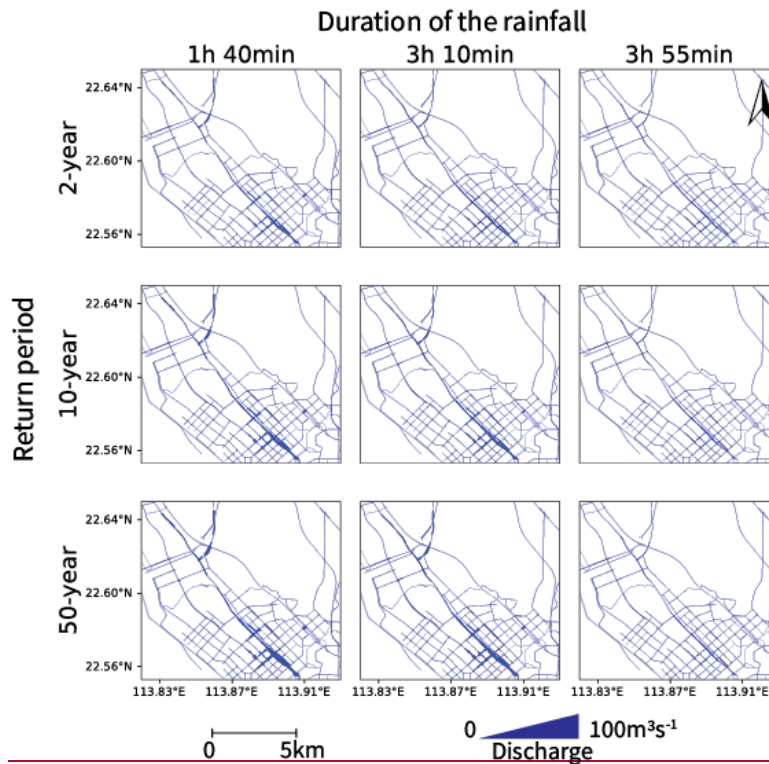 Duration of the rainfall
1h 40min 3h 10min 3h 55min
Return period
2-year
22.64°N
22.60°N
22.56°N
10-year
22.64°N
22.60°N
22.56°N
50-year
22.64°N
22.60°N
22.56°N
113.83°E 113.87°E 113.91°E 113.83°E 113.87°E 113.91°E 113.83°E 113.87°E 113.91°E
0 5km
0 100m³s⁻¹
Discharge